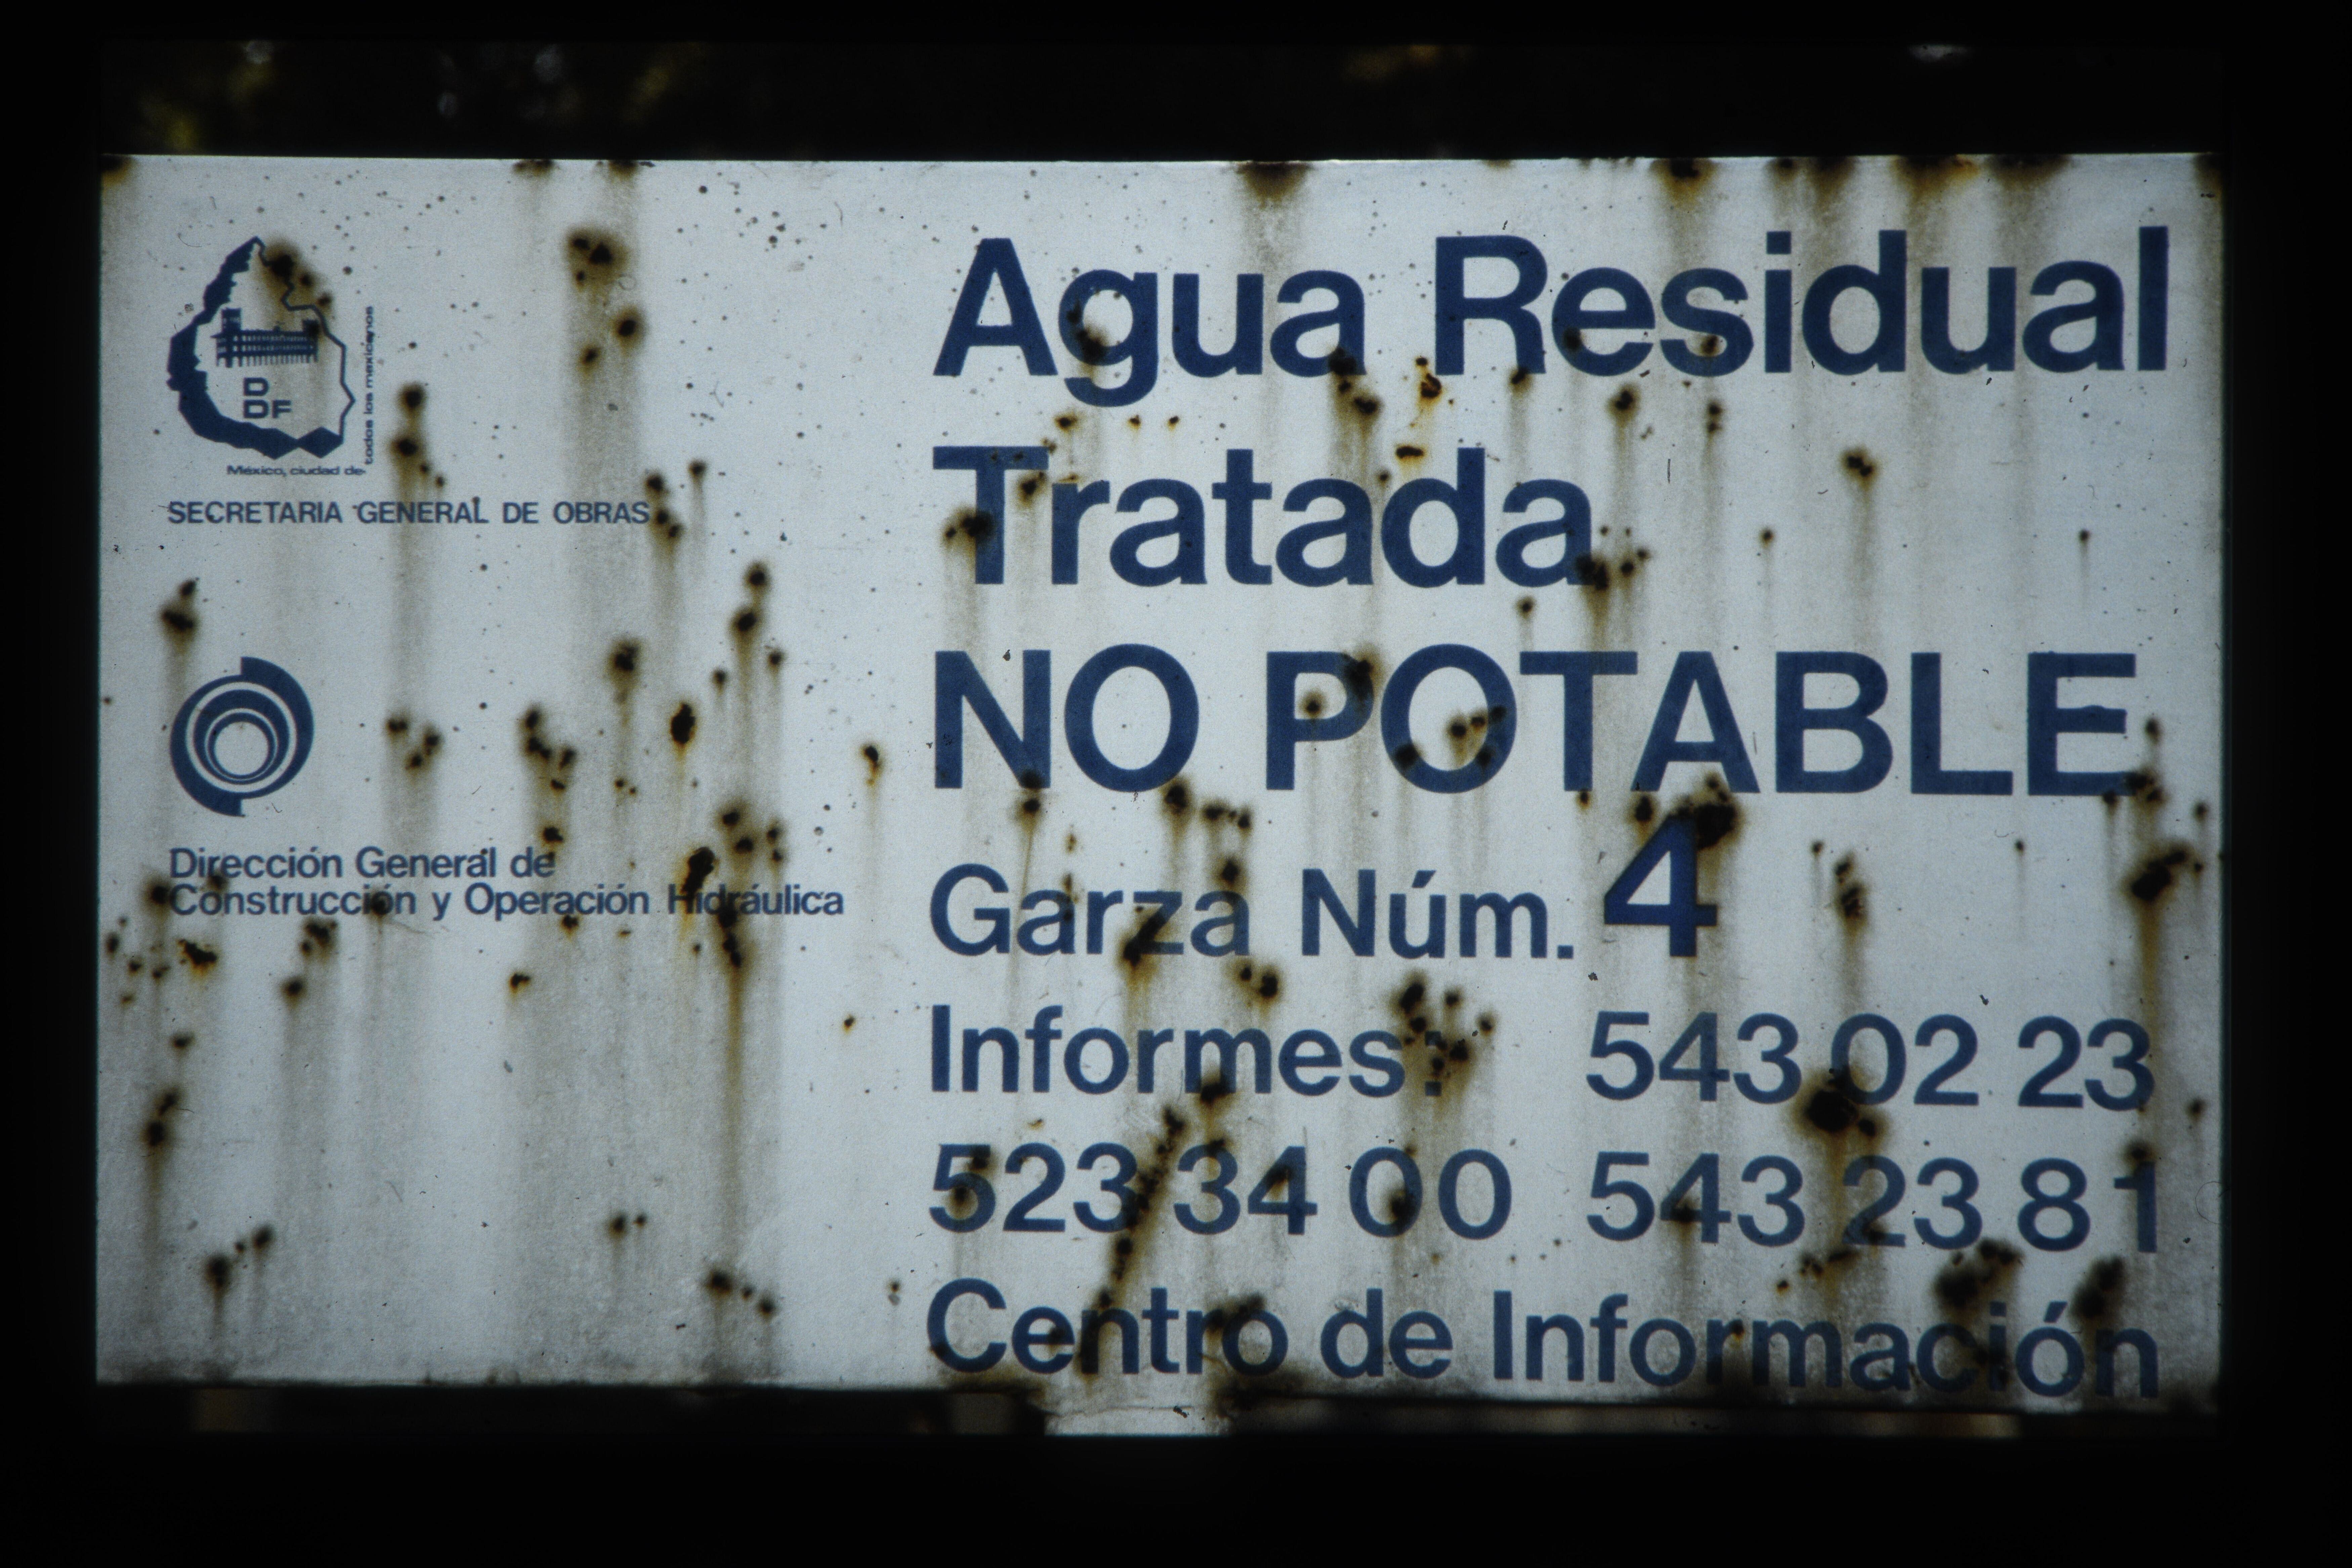 D
DF
México, ciudad de
todos los mexicanos
SECRETARIA GENERAL DE OBRAS
Dirección General de
Construcción y Operación Hidráulica
Agua Residual
Tratada
NO POTABLE
Garza Núm. 4
Informes: 543 02 23
523 34 00 543 23 81
Centro de Información